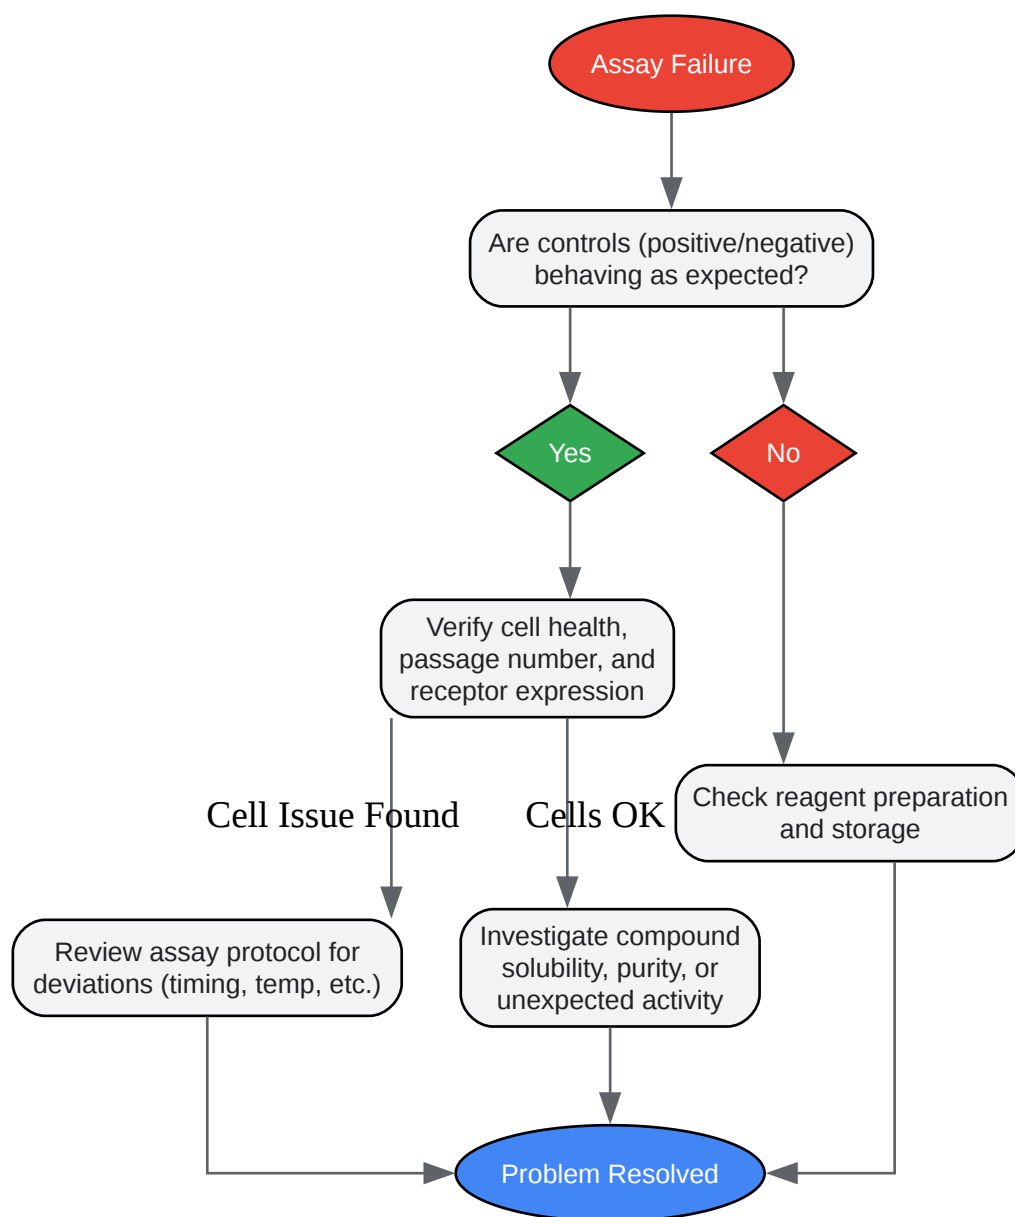 Assay Failure
Are controls (positive/negative)
behaving as expected?
Yes
No
Verify cell health,
passage number, and
receptor expression
Cell Issue Found
Cells OK
Check reagent preparation
and storage
Review assay protocol for
deviations (timing, temp, etc.)
Investigate compound
solubility, purity, or
unexpected activity
Problem Resolved